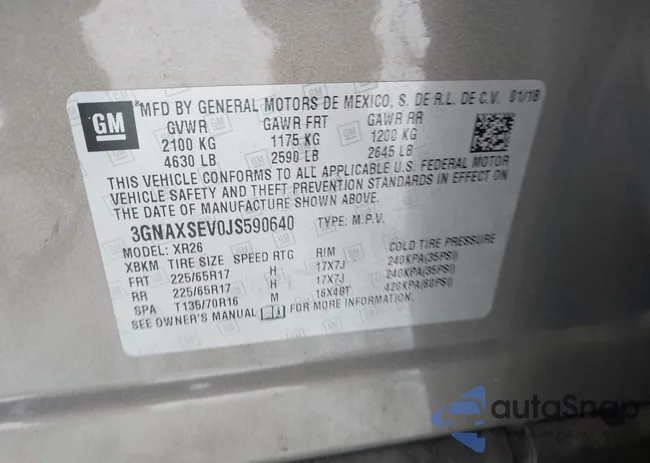 GM
MFD BY GENERAL MOTORS DE MEXICO, S. DE R.L. DE C.V. 01/18
GVWR GAWR FRT GAWR RR
2100 KG 1175 KG 1200 KG
4630 LB 2590 LB 2645 LB
THIS VEHICLE CONFORMS TO ALL APPLICABLE U.S. FEDERAL MOTOR
VEHICLE SAFETY AND THEFT PREVENTION STANDARDS IN EFFECT ON
THE DATE OF MANUFACTURE SHOWN ABOVE.
3GNAXSEV0JS590640 TYPE: M.P.V.
MODEL: XR26
XBKM TIRE SIZE SPEED RTG RIM COLD TIRE PRESSURE
FRT 225/65R17 H 17X7J 240KPA(35PSI)
RR 225/65R17 H 17X7J 240KPA(35PSI)
SPA T135/70R16 M 16X4BT 420KPA(60PSI)
SEE OWNER'S MANUAL FOR MORE INFORMATION.
autoSnap